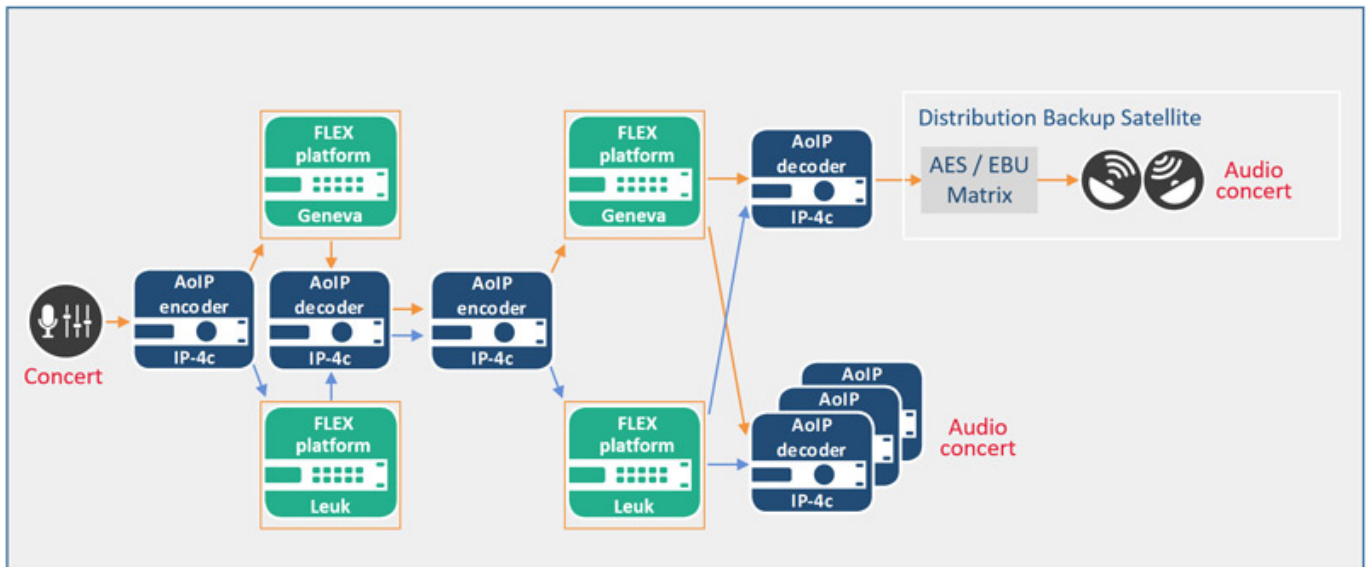 FLEX
platform
Geneva
FLEX
platform
Geneva
AoIP
decoder
IP-4c
Distribution Backup Satellite
AES / EBU
Matrix
Audio
concert
Concert
AoIP
encoder
IP-4c
AoIP
decoder
IP-4c
AoIP
encoder
IP-4c
FLEX
platform
Leuk
FLEX
platform
Leuk
AoIP
AoIP
AoIP
decoder
IP-4c
Audio
concert